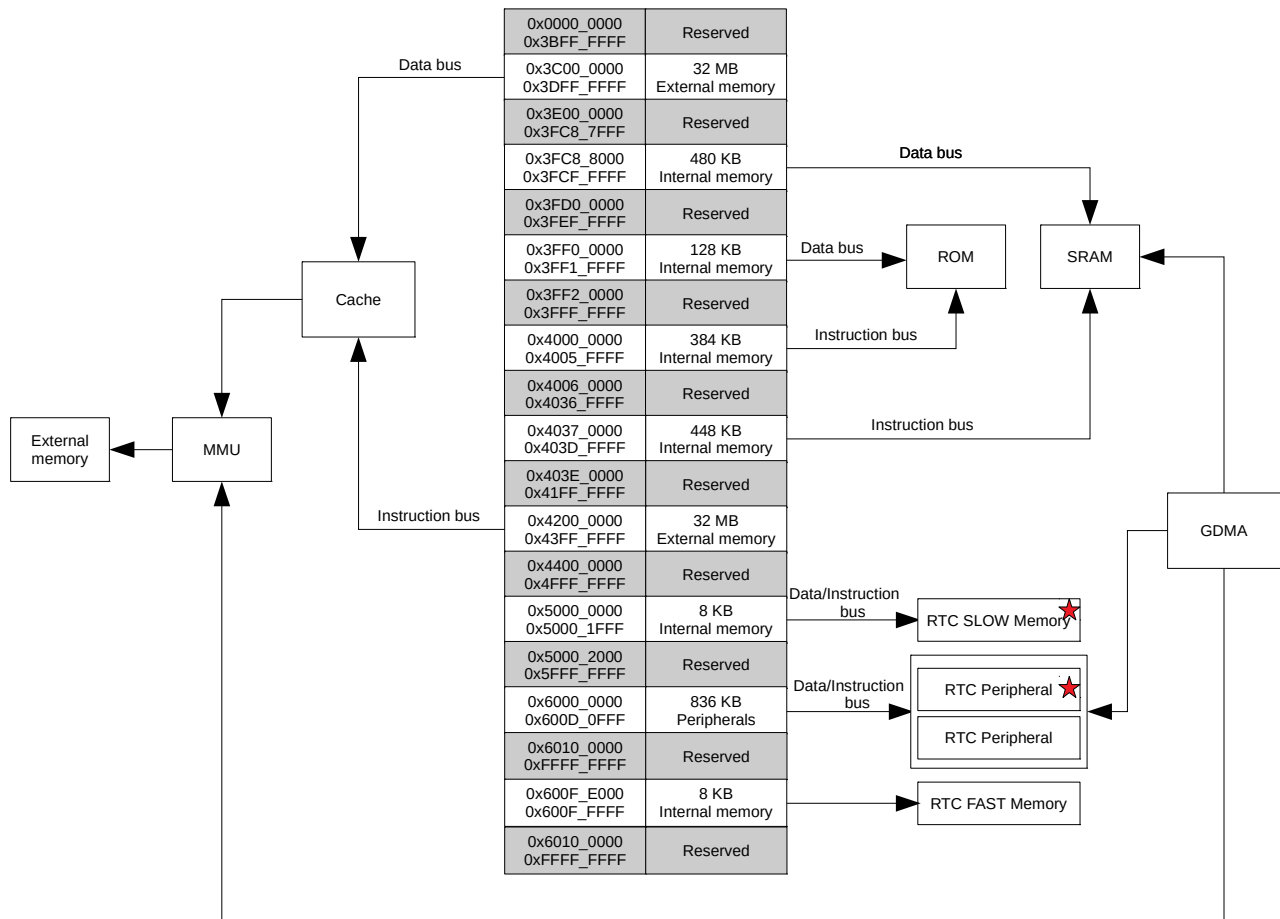 0x0000_0000
0x3BFF_FFFF
Reserved
Data bus
0x3C00_0000
0x3DFF_FFFF
32 MB
External memory
0x3E00_0000
0x3FC8_7FFF
Reserved
0x3FC8_8000
0x3FCF_FFFF
480 KB
Internal memory
Data bus
0x3FD0_0000
0x3FEF_FFFF
Reserved
0x3FF0_0000
0x3FF1_FFFF
128 KB
Internal memory
Data bus
ROM
SRAM
Cache
0x3FF2_0000
0x3FFF_FFFF
Reserved
0x4000_0000
0x4005_FFFF
384 KB
Internal memory
Instruction bus
0x4006_0000
0x4036_FFFF
Reserved
External
memory
MMU
0x4037_0000
0x403D_FFFF
448 KB
Internal memory
Instruction bus
0x403E_0000
0x41FF_FFFF
Reserved
Instruction bus
0x4200_0000
0x43FF_FFFF
32 MB
External memory
GDMA
0x4400_0000
0x4FFF_FFFF
Reserved
0x5000_0000
0x5000_1FFF
8 KB
Internal memory
Data/Instruction
bus
RTC SLOW Memory
0x5000_2000
0x5FFF_FFFF
Reserved
0x6000_0000
0x600D_0FFF
836 KB
Peripherals
Data/Instruction
bus
RTC Peripheral
RTC Peripheral
0x6010_0000
0xFFFF_FFFF
Reserved
0x600F_E000
0x600F_FFFF
8 KB
Internal memory
RTC FAST Memory
0x6010_0000
0xFFFF_FFFF
Reserved